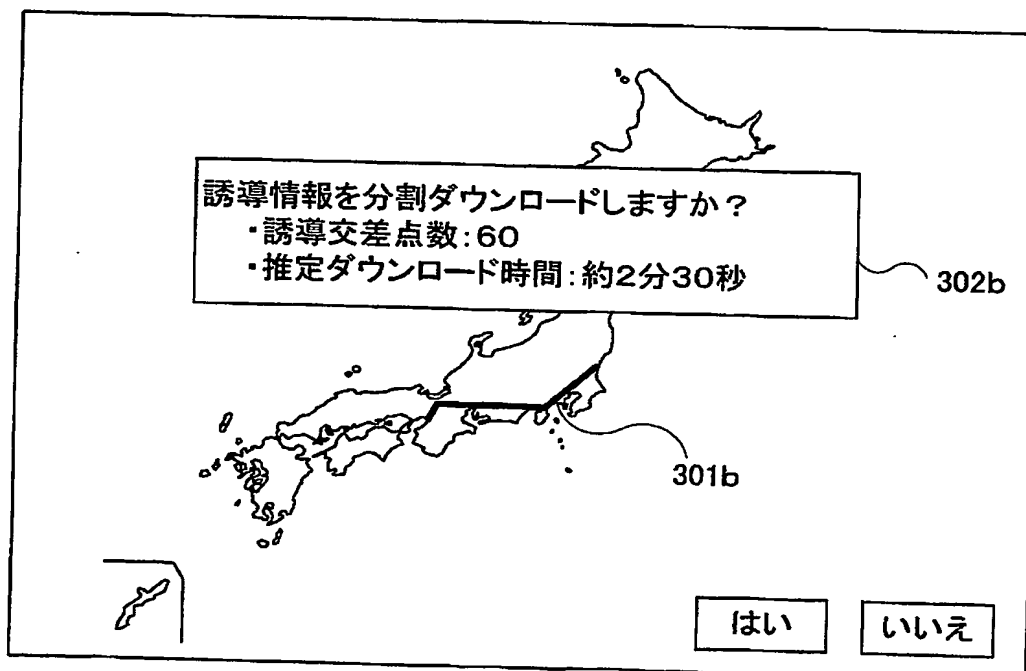 誘導情報を分割ダウンロードしますか？
・誘導交差点数：60
・推定ダウンロード時間：約2分30秒
302b
301b
はい
いいえ